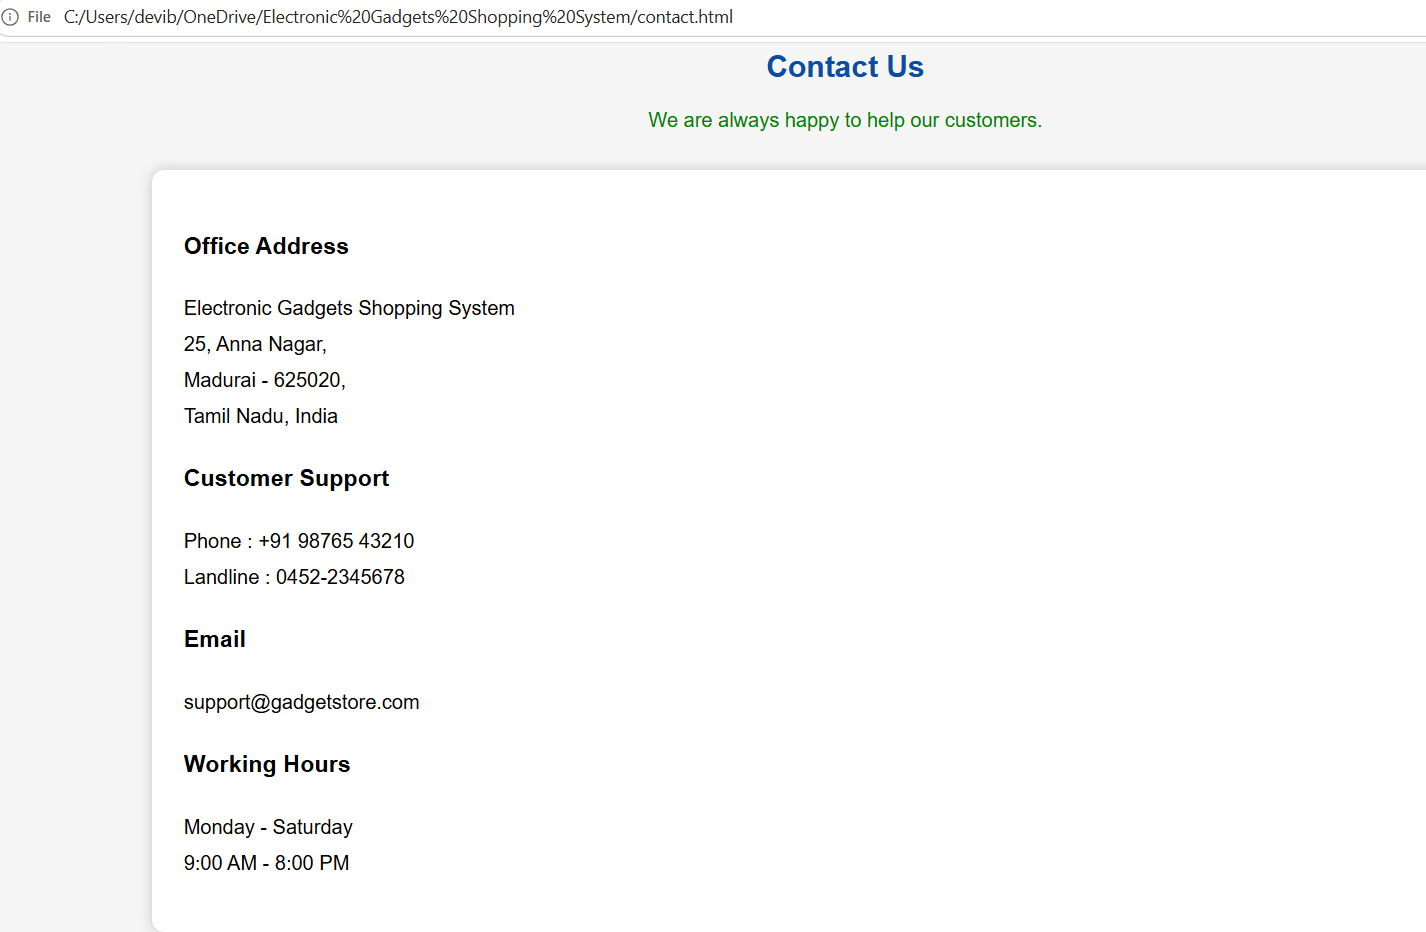 File C:/Users/devib/OneDrive/Electronic%20Gadgets%20Shopping%20System/contact.html
Contact Us
We are always happy to help our customers.
Office Address
Electronic Gadgets Shopping System
25, Anna Nagar,
Madurai - 625020,
Tamil Nadu, India
Customer Support
Phone : +91 98765 43210
Landline : 0452-2345678
Email
support@gadgetstore.com
Working Hours
Monday - Saturday
9:00 AM - 8:00 PM